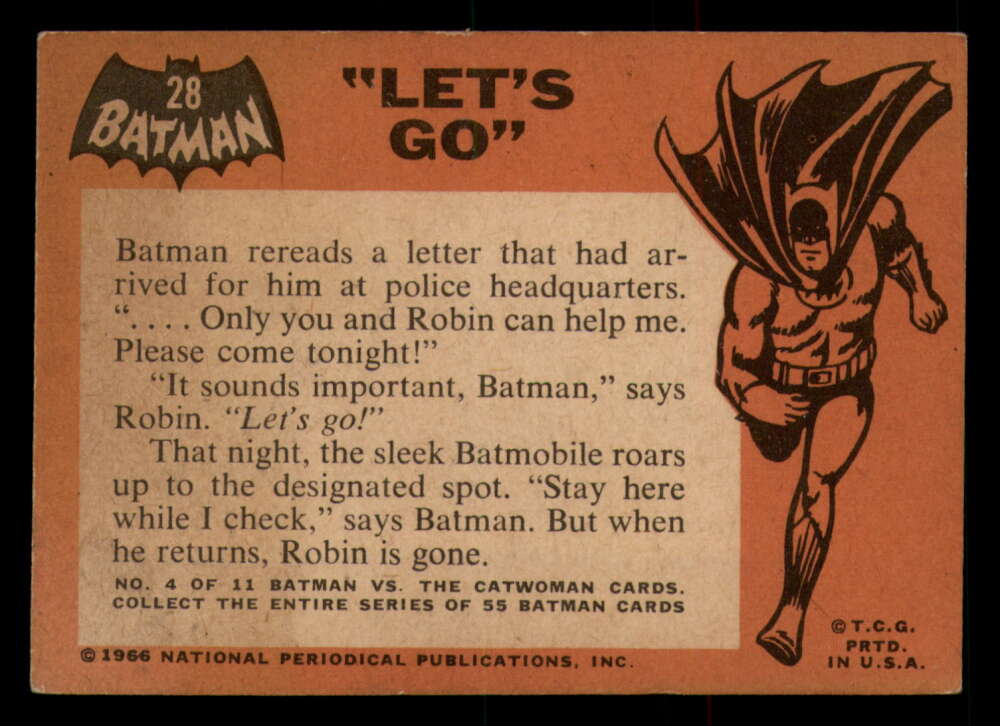 28
BATMAN
"LET'S
GO"
Batman rereads a letter that had ar-
rived for him at police headquarters.
". . . . Only you and Robin can help me.
Please come tonight!"
"It sounds important, Batman," says
Robin. "Let's go!"
That night, the sleek Batmobile roars
up to the designated spot. "Stay here
while I check," says Batman. But when
he returns, Robin is gone.
NO. 4 OF 11 BATMAN VS. THE CATWOMAN CARDS.
COLLECT THE ENTIRE SERIES OF 55 BATMAN CARDS
© 1966 NATIONAL PERIODICAL PUBLICATIONS, INC.
© T.C.G.
PRTD.
IN U.S.A.